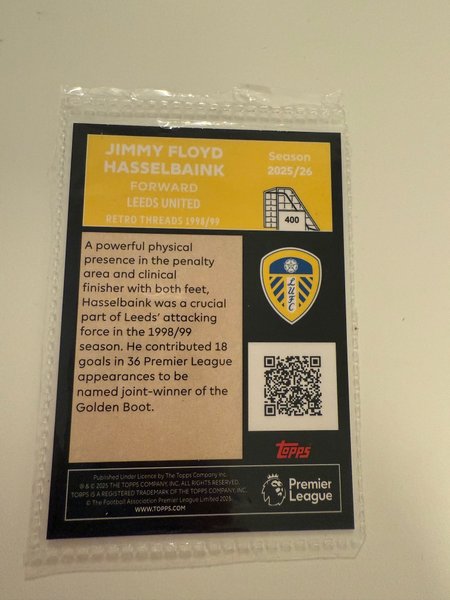 JIMMY FLOYD
HASSELBAINK
FORWARD
LEEDS UNITED
RETRO THREADS 1998/99
Season
2025/26
400
A powerful physical
presence in the penalty
area and clinical
finisher with both feet,
Hasselbaink was a crucial
part of Leeds' attacking
force in the 1998/99
season. He contributed 18
goals in 36 Premier League
appearances to be
named joint-winner of the
Golden Boot.
LUFC
Topps
Published Under Licence by The Topps Company, Inc.
® & © 2025 THE TOPPS COMPANY, INC. ALL RIGHTS RESERVED.
TOPPS IS A REGISTERED TRADEMARK OF THE TOPPS COMPANY, INC.
© The Football Association Premier League Limited 2025.
WWW.TOPPS.COM
Premier
League